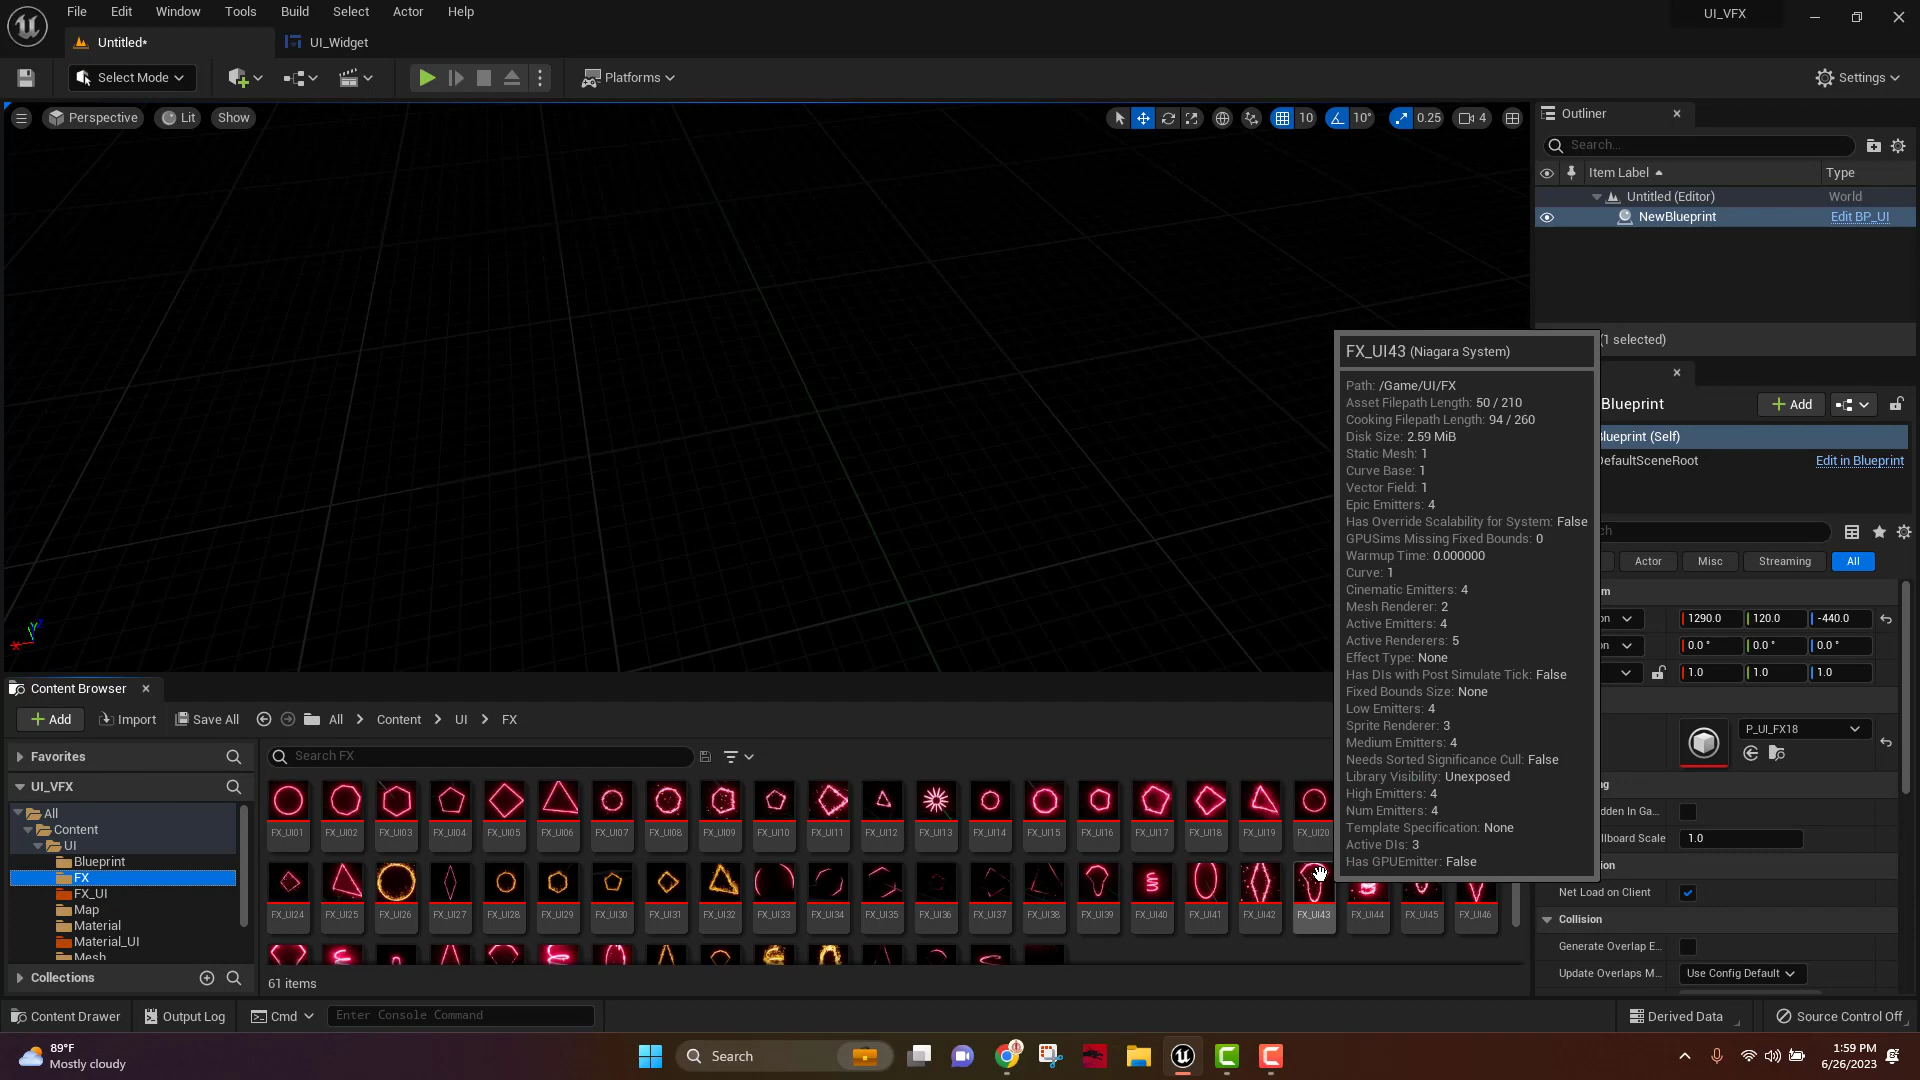 File Edit Window Tools Build Select Actor Help
UI_VFX
Untitled*
UI_Widget
Select Mode
Platforms
Settings
Perspective
Lit
Show
10
10°
0.25
4
Outliner
Search...
Item Label
Type
Untitled (Editor)
World
NewBlueprint
Edit BP_UI
(1 selected)
FX_UI43 (Niagara System)
Path: /Game/UI/FX
Asset Filepath Length: 50 / 210
Cooking Filepath Length: 94 / 260
Disk Size: 2.59 MiB
Static Mesh: 1
Curve Base: 1
Vector Field: 1
Epic Emitters: 4
Has Override Scalability for System: False
GPUSims Missing Fixed Bounds: 0
Warmup Time: 0.000000
Curve: 1
Cinematic Emitters: 4
Mesh Renderer: 2
Active Emitters: 4
Active Renderers: 5
Effect Type: None
Has DIs with Post Simulate Tick: False
Fixed Bounds Size: None
Low Emitters: 4
Sprite Renderer: 3
Medium Emitters: 4
Needs Sorted Significance Cull: False
Library Visibility: Unexposed
High Emitters: 4
Num Emitters: 4
Template Specification: None
Active DIs: 3
Has GPUEmitter: False
Blueprint
Add
lueprint (Self)
DefaultSceneRoot
Edit in Blueprint
ch
Actor
Misc
Streaming
All
m
on
1290.0
120.0
-440.0
on
0.0 °
0.0 °
0.0 °
1.0
1.0
1.0
P_UI_FX18
ng
dden In Ga...
llboard Scale
1.0
ion
Net Load on Client
Collision
Generate Overlap E...
Update Overlaps M...
Use Config Default
Content Browser
Add
Import
Save All
All
Content
UI
FX
Favorites
Search FX
UI_VFX
All
Content
UI
Blueprint
FX
FX_UI
Map
Material
Material_UI
Mesh
Collections
FX_UI01 FX_UI02 FX_UI03 FX_UI04 FX_UI05 FX_UI06 FX_UI07 FX_UI08 FX_UI09 FX_UI10 FX_UI11 FX_UI12 FX_UI13 FX_UI14 FX_UI15 FX_UI16 FX_UI17 FX_UI18 FX_UI19 FX_UI20
FX_UI24 FX_UI25 FX_UI26 FX_UI27 FX_UI28 FX_UI29 FX_UI30 FX_UI31 FX_UI32 FX_UI33 FX_UI34 FX_UI35 FX_UI36 FX_UI37 FX_UI38 FX_UI39 FX_UI40 FX_UI41 FX_UI42 FX_UI43 FX_UI44 FX_UI45 FX_UI46
61 items
Content Drawer
Output Log
Cmd
Enter Console Command
Derived Data
Source Control Off
89°F
Mostly cloudy
Search
1:59 PM
6/26/2023